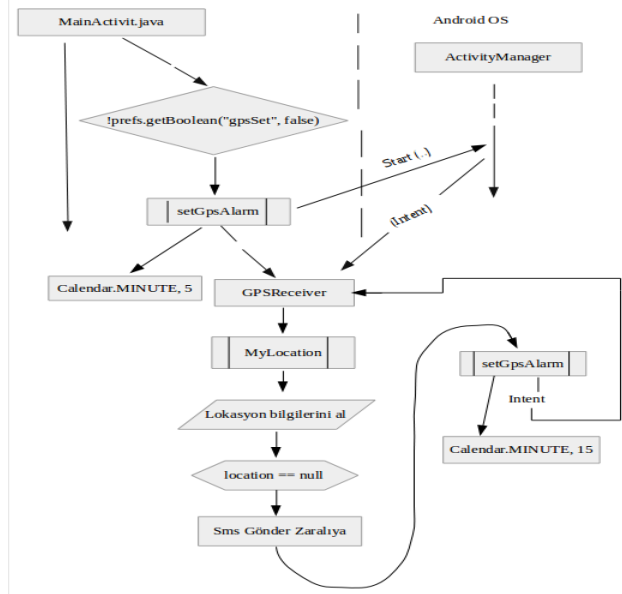 MainActivit.java
Android OS
ActivityManager
!prefs.getBoolean("gpsSet", false)
Start (..)
setGpsAlarm
(Intent)
Calendar.MINUTE, 5
GPSReceiver
MyLocation
setGpsAlarm
Intent
Lokasyon bilgilerini al
Calendar.MINUTE, 15
location == null
Sms Gönder Zaralıya